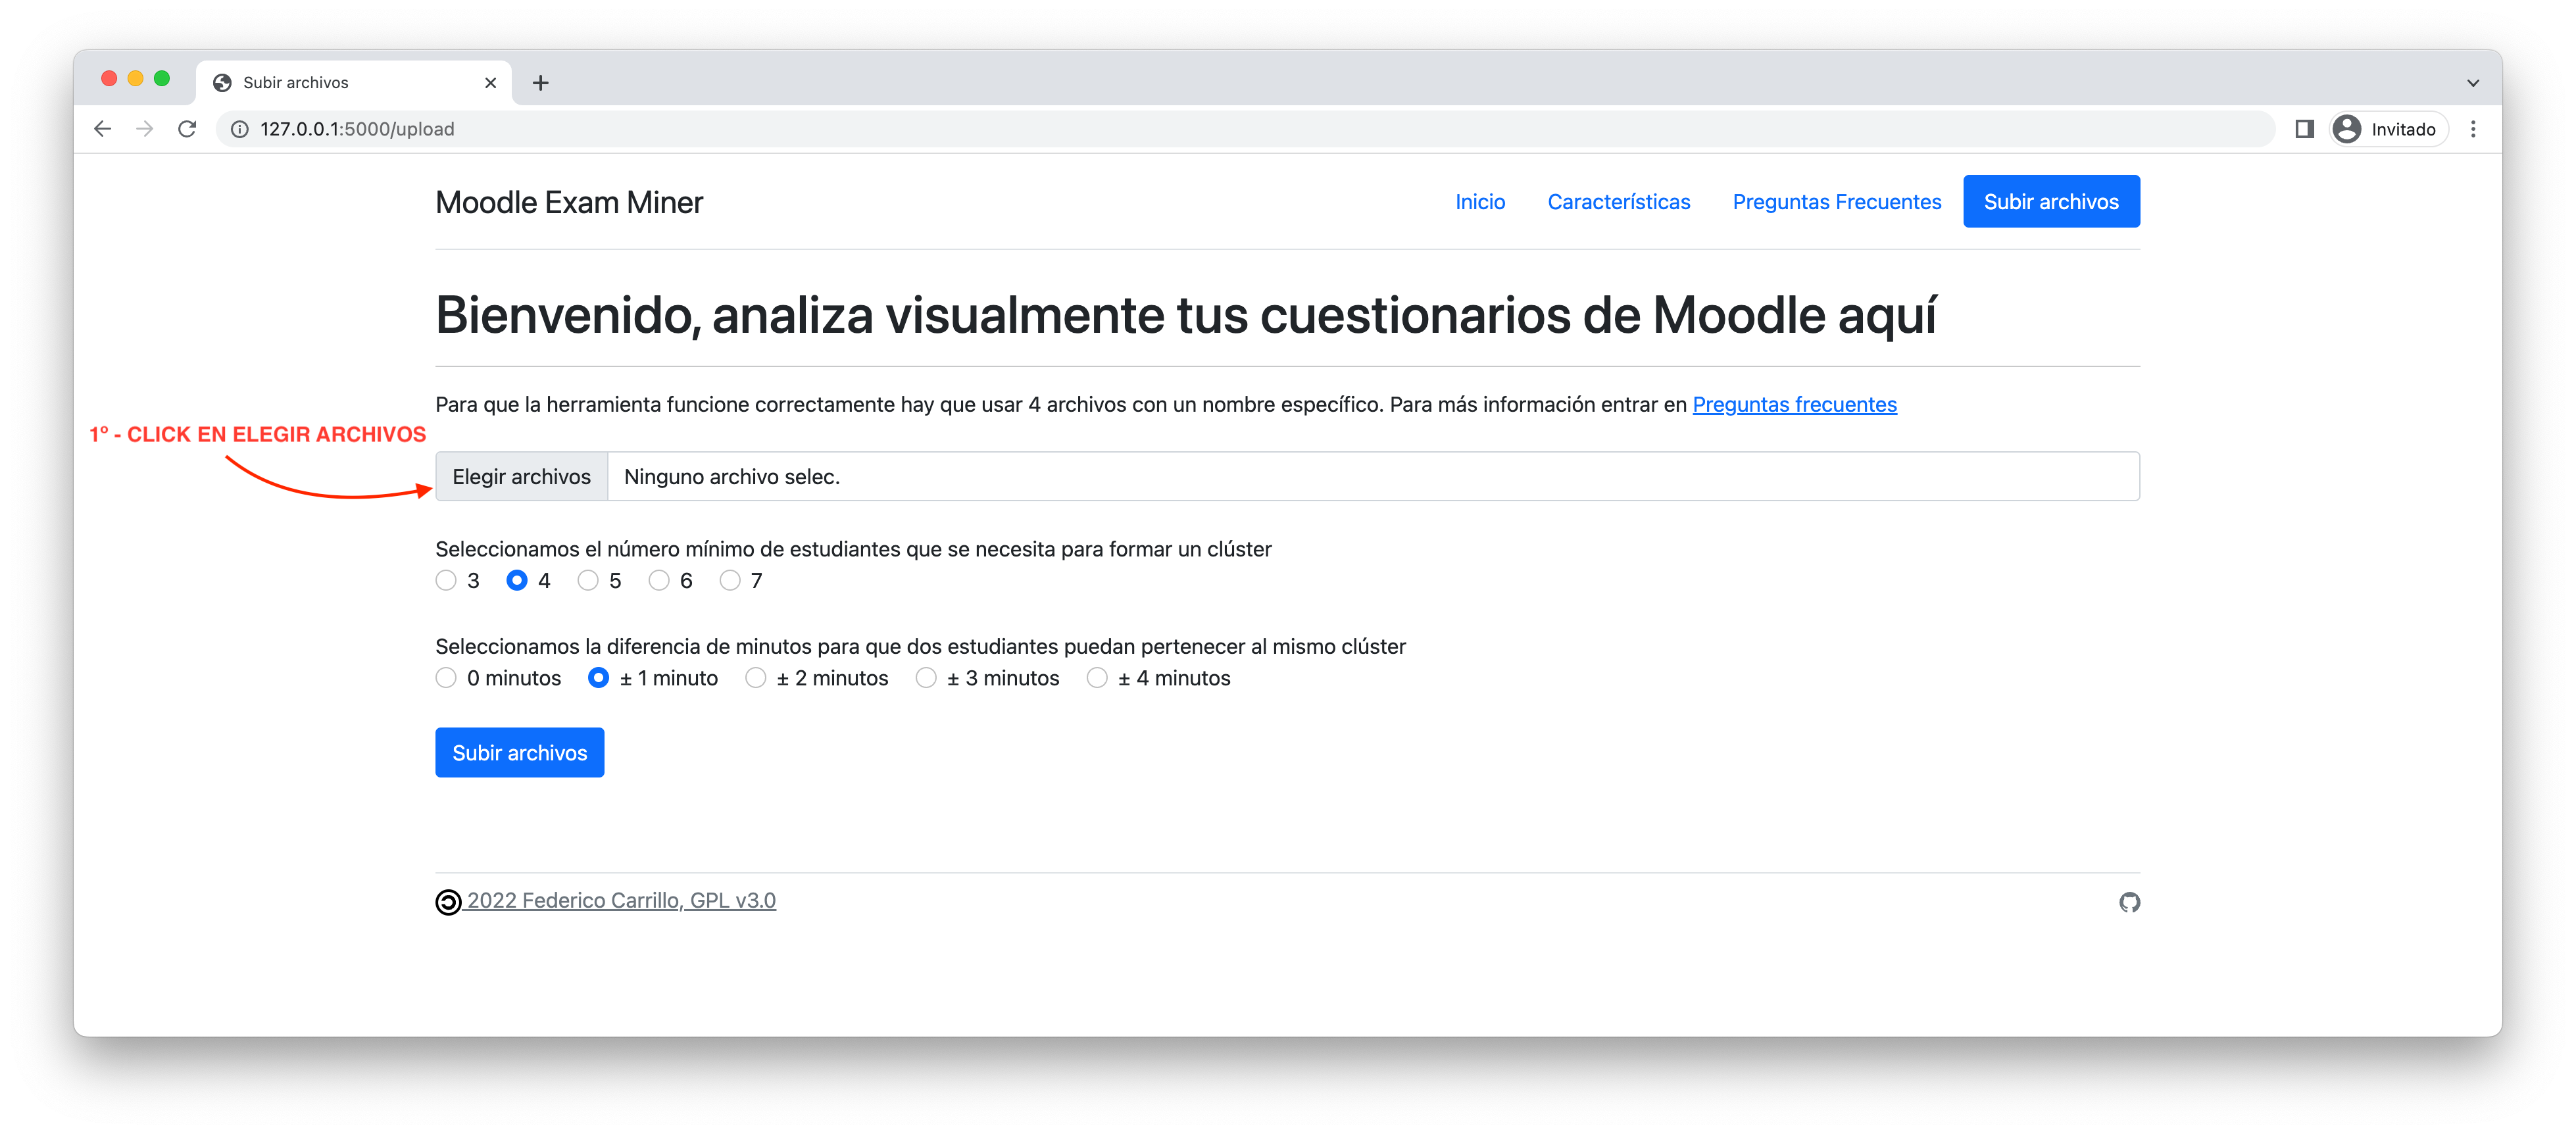 Subir archivos
127.0.0.1:5000/upload
Invitado
Moodle Exam Miner
Inicio Características Preguntas Frecuentes Subir archivos
Bienvenido, analiza visualmente tus cuestionarios de Moodle aquí
Para que la herramienta funcione correctamente hay que usar 4 archivos con un nombre específico. Para más información entrar en Preguntas frecuentes
1º - CLICK EN ELEGIR ARCHIVOS
Elegir archivos Ninguno archivo selec.
Seleccionamos el número mínimo de estudiantes que se necesita para formar un clúster
3 4 5 6 7
Seleccionamos la diferencia de minutos para que dos estudiantes puedan pertenecer al mismo clúster
0 minutos ± 1 minuto ± 2 minutos ± 3 minutos ± 4 minutos
Subir archivos
2022 Federico Carrillo, GPL v3.0